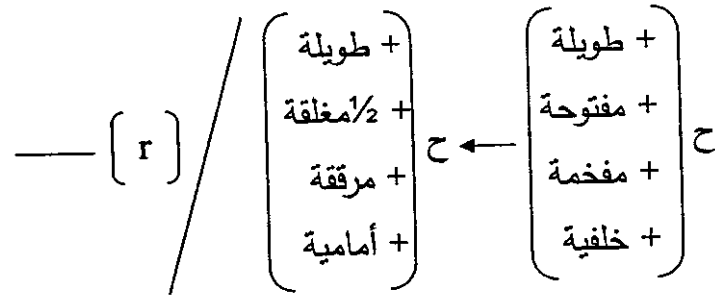 ح + طويلة + مفتوحة + مفخمة + خلفية ← ح + طويلة + ½مغلقة + مرققة + أمامية / [ r ] —